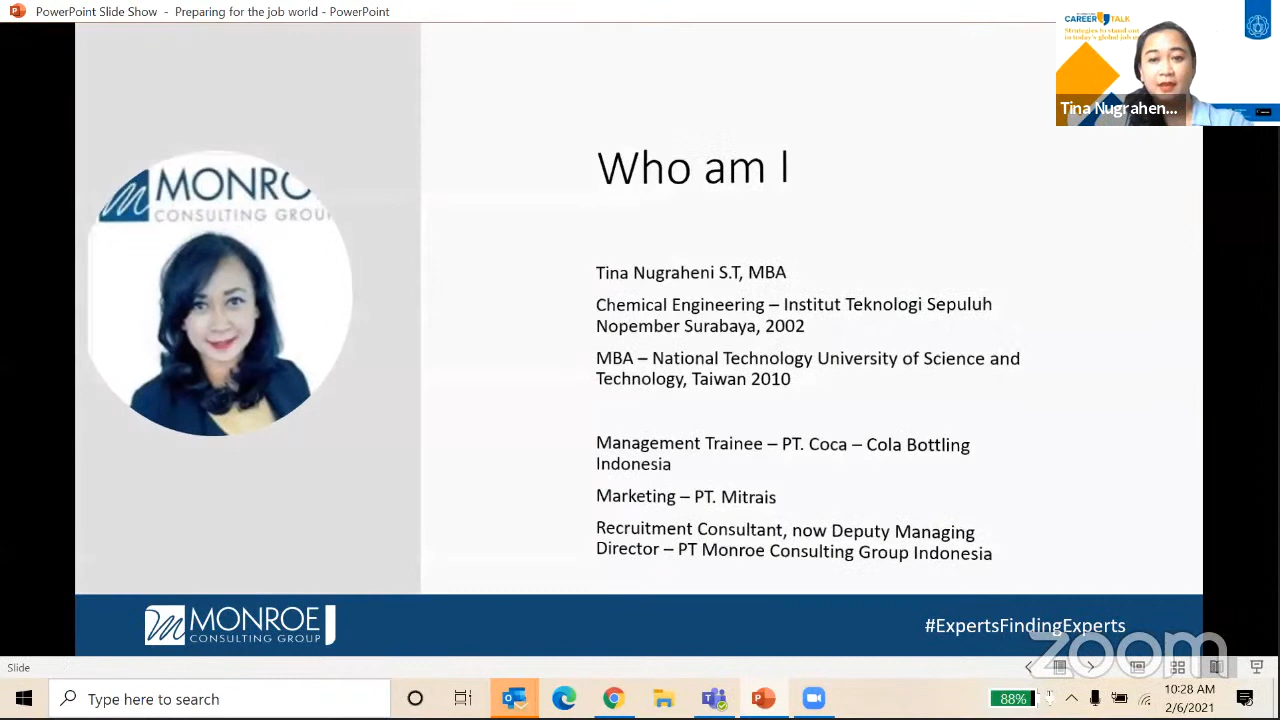 PowerPoint Slide Show - Preparing for the job world - PowerPoint
CAREER TALK
Strategies to stand out
in today's global job
Tina Nugrahen...
MONRO
CONSULTING GROU
Who am I
Tina Nugraheni S.T, MBA
Chemical Engineering – Institut Teknologi Sepuluh
Nopember Surabaya, 2002
MBA – National Technology University of Science and
Technology, Taiwan 2010
Management Trainee – PT. Coca – Cola Bottling
Indonesia
Marketing – PT. Mitrais
Recruitment Consultant, now Deputy Managing
Director – PT Monroe Consulting Group Indonesia
MONROE
CONSULTING GROUP
#ExpertsFindingExperts
zoom
Slide
Type here to search
88%
10:28 AM
2/6/2021